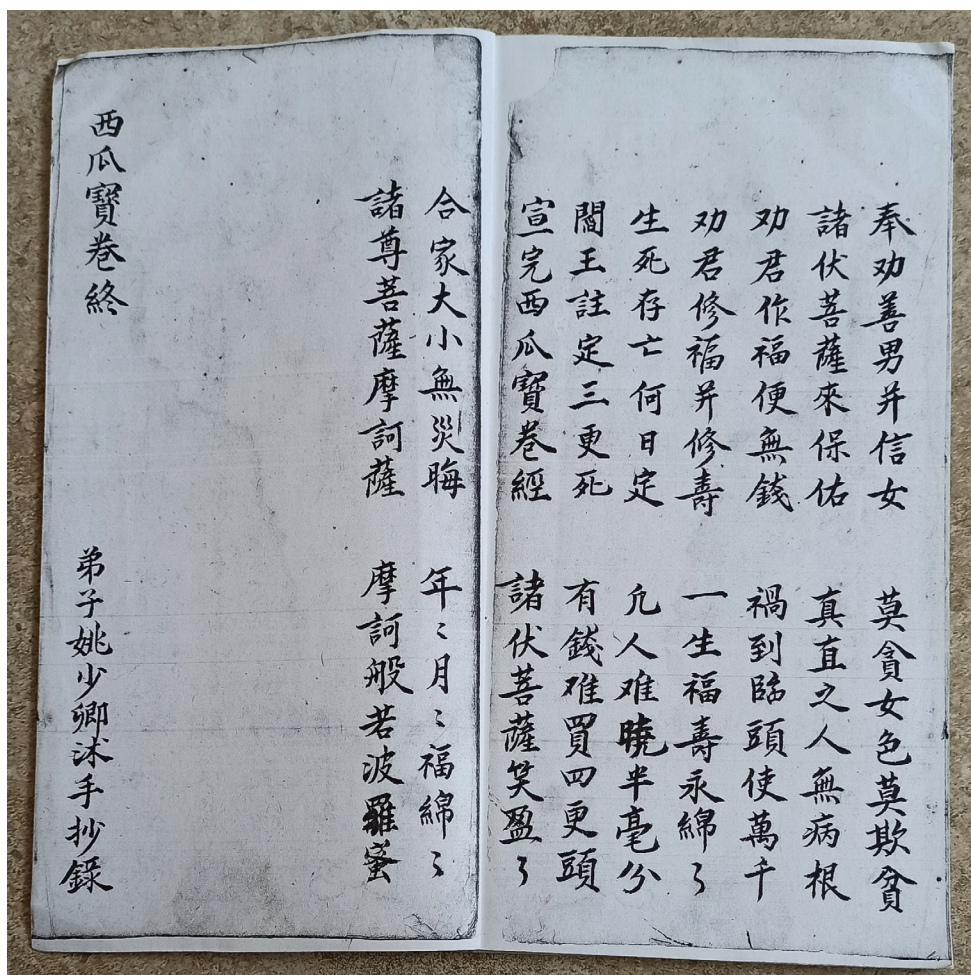 奉劝善男并信女 莫貪女色莫欺貧
諸伏菩薩來保佑 真直之人無病根
劝君作福便無錢 禍到臨頭使萬千
劝君修福并修壽 一生福壽永綿々
生死存亡何日定 凢人难曉半毫分
閻王註定三更死 有錢难買四更頭
宣完西瓜寶卷經 諸伏菩薩笑盈々
合家大小無災晦 年〻月〻福綿〻
諸尊菩薩摩訶薩 摩訶般若波羅蜜
西瓜寶卷終
弟子姚少卿沭手抄錄